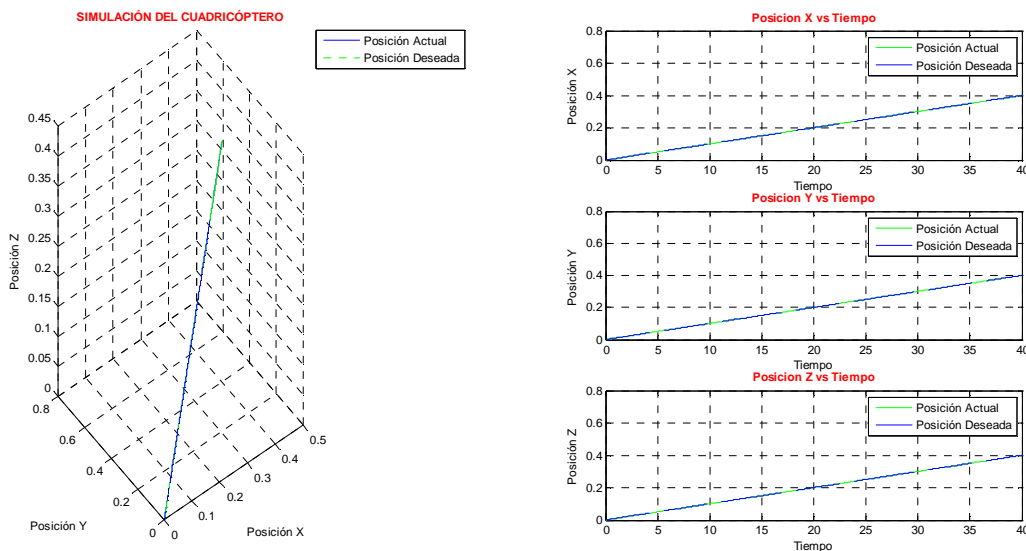 SIMULACIÓN DEL CUADRICÓPTERO
Posición Actual
Posición Deseada
0.45
0.4
0.35
0.3
0.25
0.2
0.15
0.1
0.05
0
Posición Z
0.8
0.6
0.4
0.2
0
Posición Y
0
0.1
0.2
0.3
0.4
0.5
Posición X
Posicion X vs Tiempo
0.8
0.6
0.4
0.2
0
Posición X
Posición Actual
Posición Deseada
0 5 10 15 20 25 30 35 40
Tiempo
Posicion Y vs Tiempo
0.8
0.6
0.4
0.2
0
Posición Y
Posición Actual
Posición Deseada
0 5 10 15 20 25 30 35 40
Tiempo
Posicion Z vs Tiempo
0.8
0.6
0.4
0.2
0
Posición Z
Posición Actual
Posición Deseada
0 5 10 15 20 25 30 35 40
Tiempo